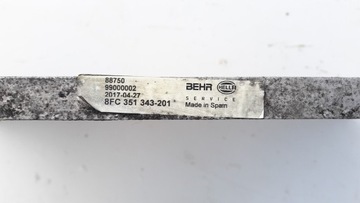 88750
99000002
2017-04-27
8FC 351 343-201
BEHR HELLA
SERVICE
Made in Spain